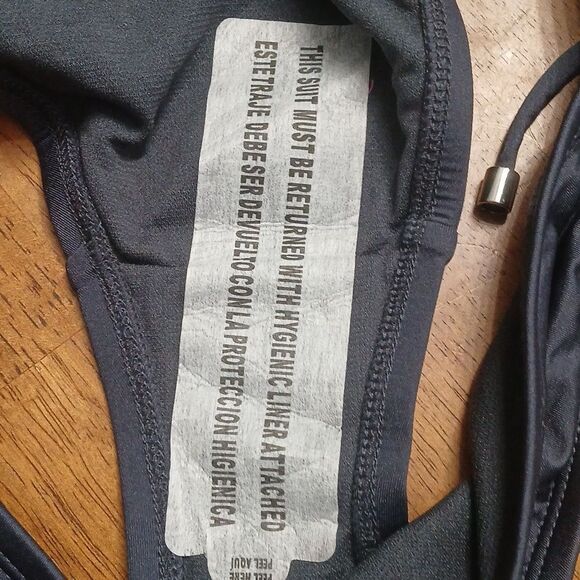 THIS SUIT MUST BE RETURNED WITH HYGIENIC LINER ATTACHED
ESTE TRAJE DEBE SER DEVUELTO CON LA PROTECCION HIGIENICA
PEEL HERE
PEEL AQUI